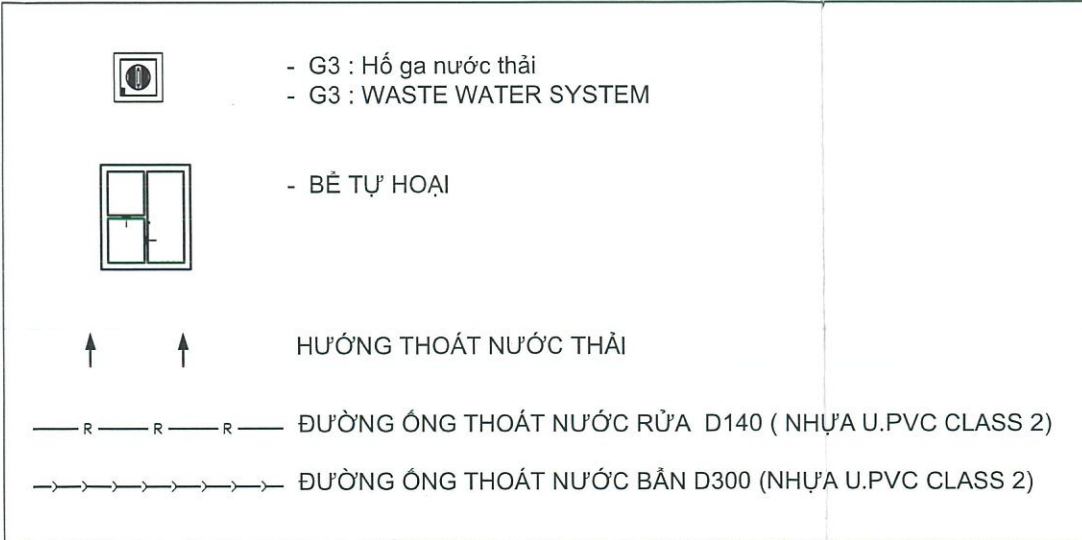 - G3 : Hố ga nước thải
- G3 : WASTE WATER SYSTEM
- BỂ TỰ HOẠI
HƯỚNG THOÁT NƯỚC THẢI
R R R ĐƯỜNG ỐNG THOÁT NƯỚC RỬA D140 ( NHỰA U.PVC CLASS 2)
ĐƯỜNG ỐNG THOÁT NƯỚC BẨN D300 (NHỰA U.PVC CLASS 2)